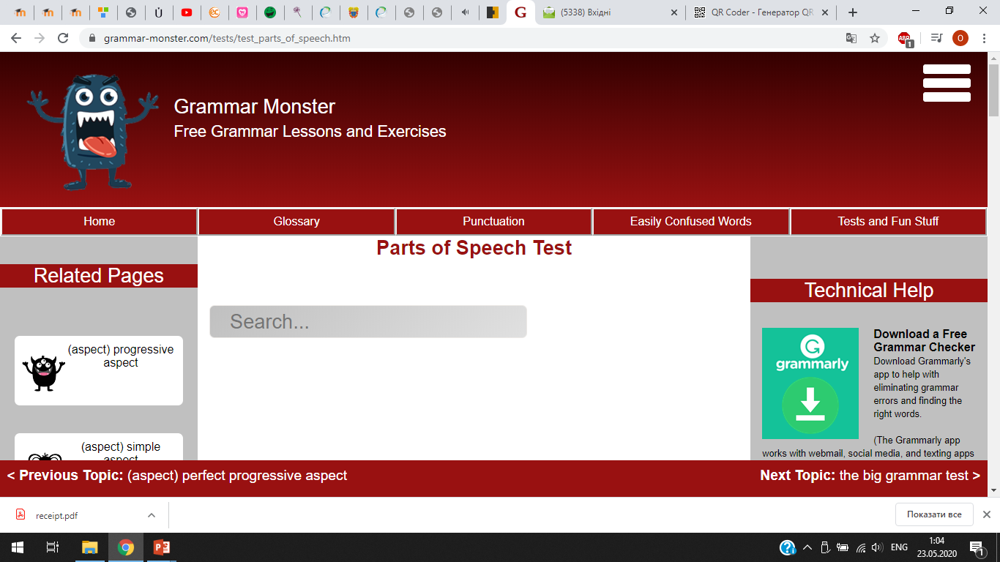 (5338) Вхідні
QR Coder - Генератор QR
grammar-monster.com/tests/test_parts_of_speech.htm
ABP
1
O
Grammar Monster
Free Grammar Lessons and Exercises
Home
Glossary
Punctuation
Easily Confused Words
Tests and Fun Stuff
Parts of Speech Test
Search...
Related Pages
(aspect) progressive
aspect
(aspect) simple
aspect
Technical Help
grammarly
Download a Free
Grammar Checker
Download Grammarly's
app to help with
eliminating grammar
errors and finding the
right words.
(The Grammarly app
works with webmail, social media, and texting apps
< Previous Topic: (aspect) perfect progressive aspect
Next Topic: the big grammar test >
receipt.pdf
Показати все
ENG
1:04
23.05.2020
1